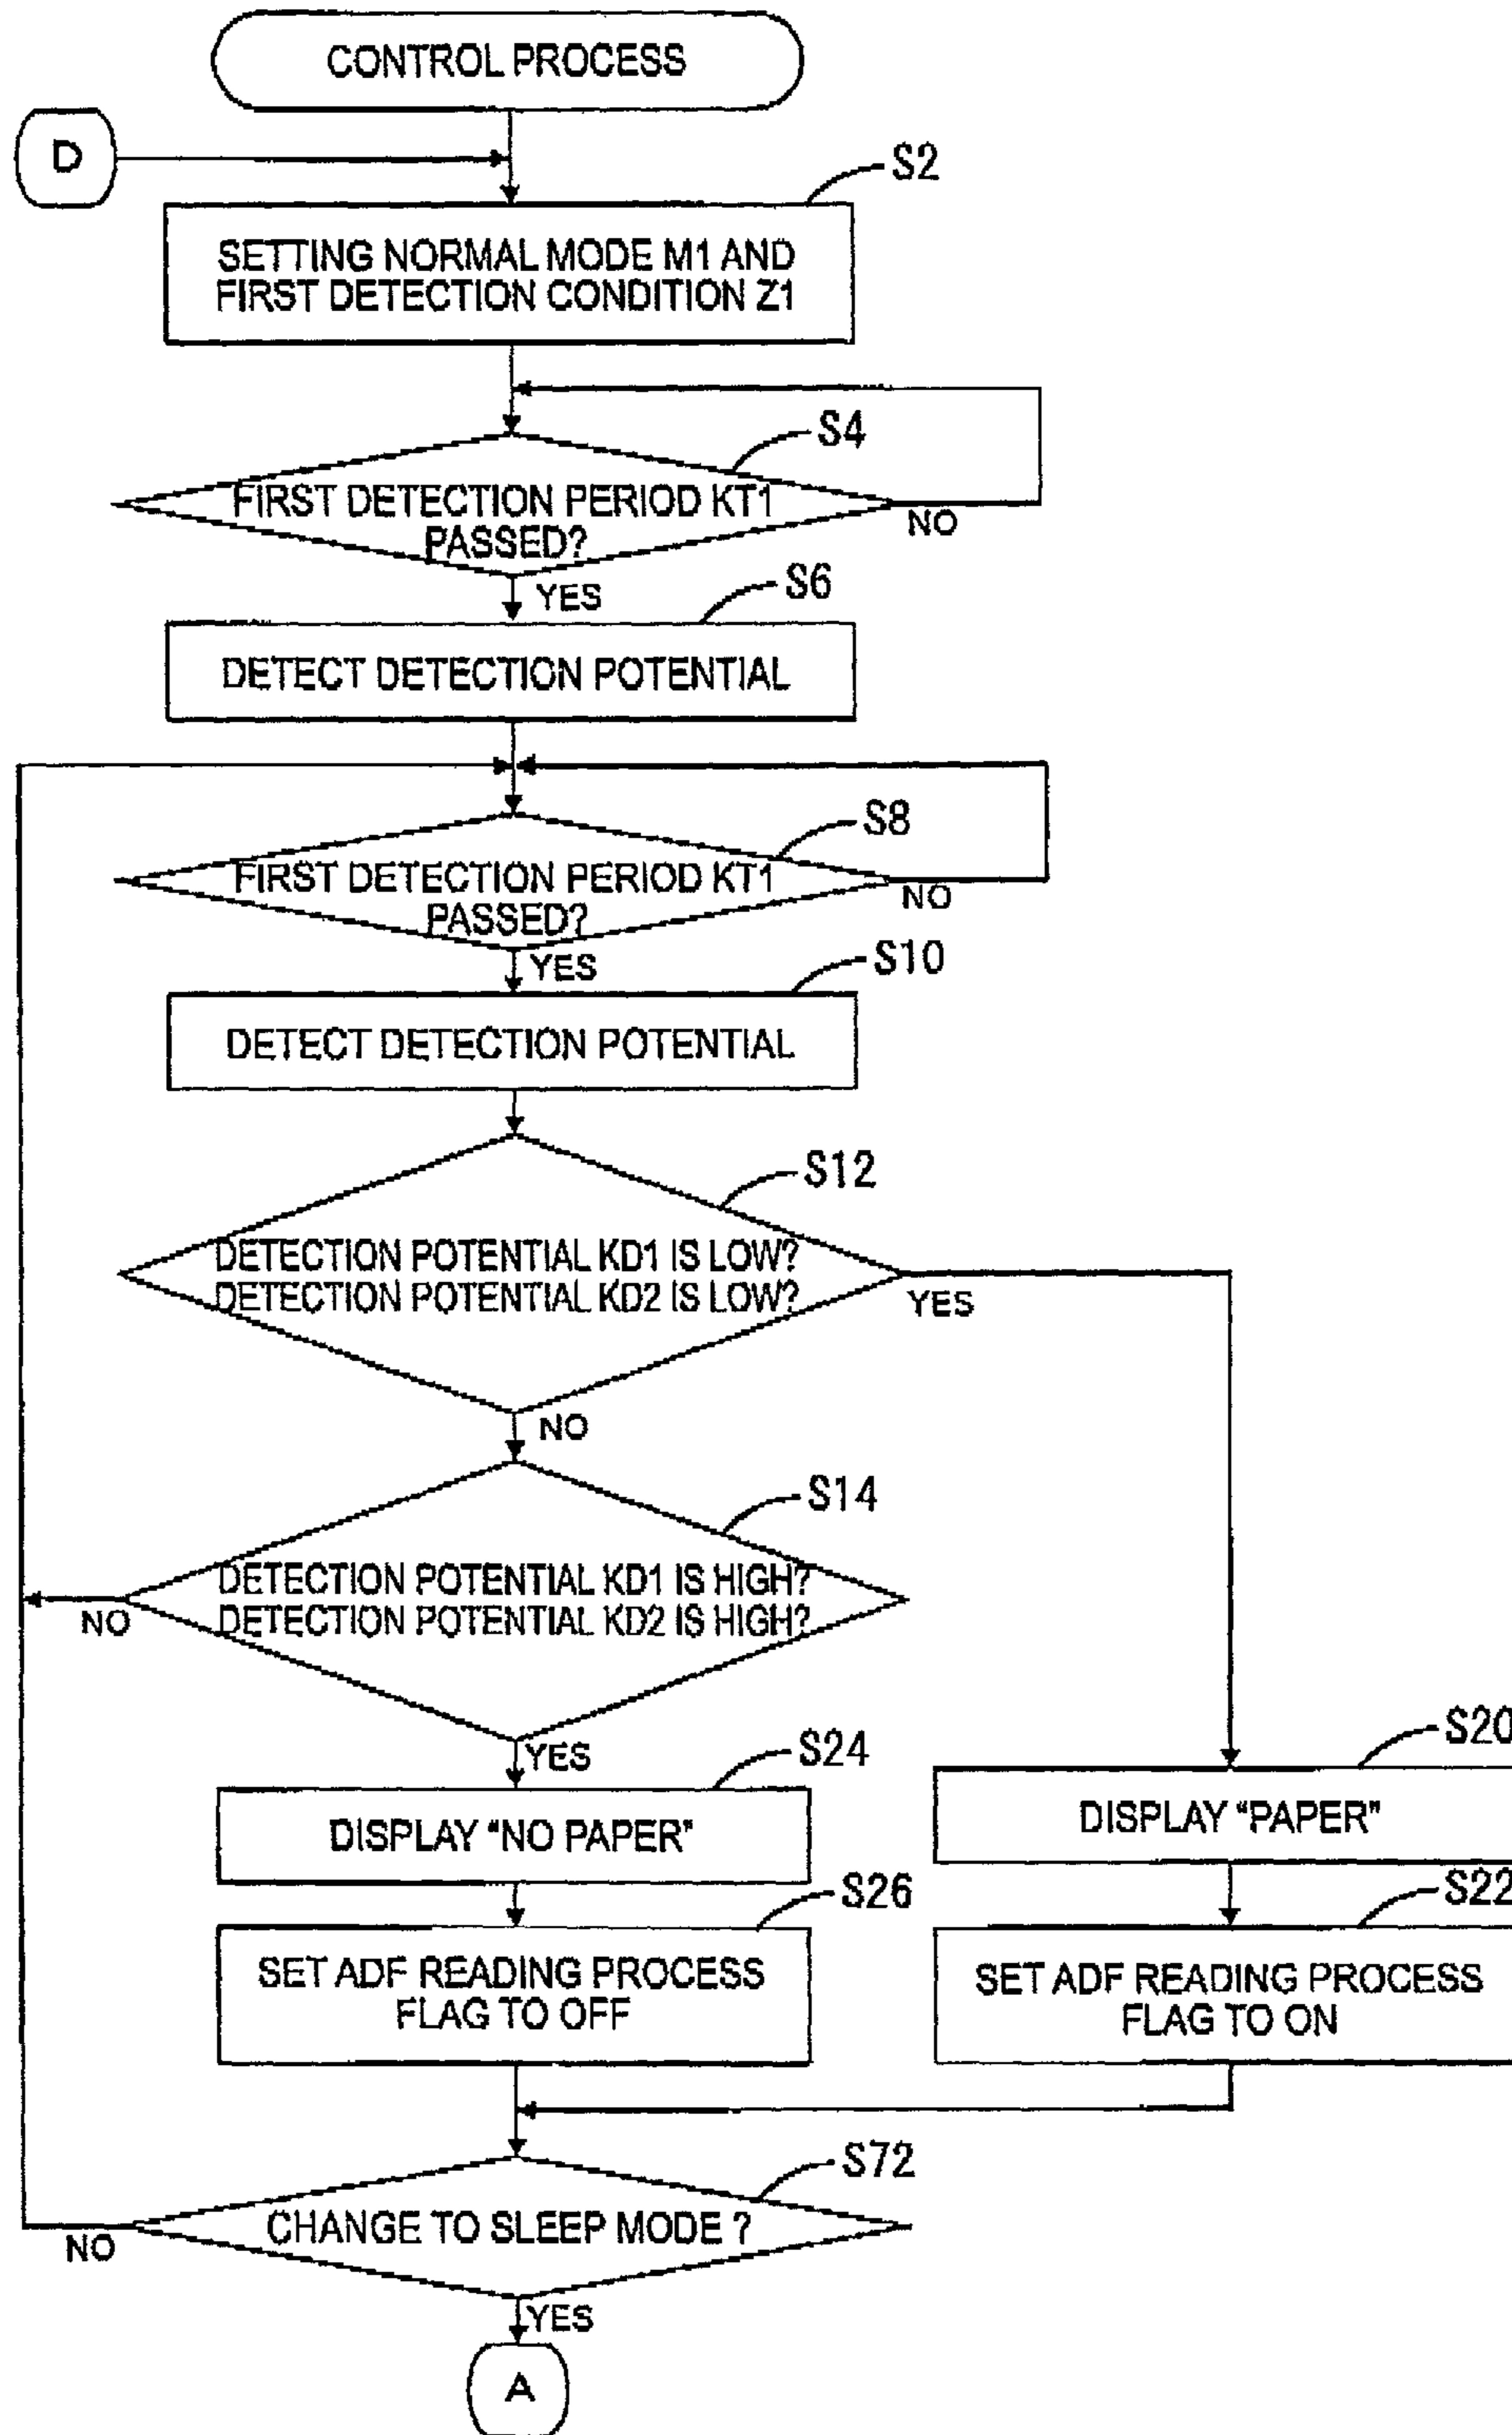 CONTROL PROCESS
D
S2
SETTING NORMAL MODE M1 AND
FIRST DETECTION CONDITION Z1
S4
FIRST DETECTION PERIOD KT1
PASSED?
NO
YES
S6
DETECT DETECTION POTENTIAL
S8
FIRST DETECTION PERIOD KT1
PASSED?
NO
YES
S10
DETECT DETECTION POTENTIAL
S12
DETECTION POTENTIAL KD1 IS LOW?
DETECTION POTENTIAL KD2 IS LOW?
YES
NO
S14
DETECTION POTENTIAL KD1 IS HIGH?
DETECTION POTENTIAL KD2 IS HIGH?
NO
YES
S24
DISPLAY “NO PAPER”
S20
DISPLAY “PAPER”
S26
SET ADF READING PROCESS
FLAG TO OFF
S22
SET ADF READING PROCESS
FLAG TO ON
S72
CHANGE TO SLEEP MODE ?
NO
YES
A